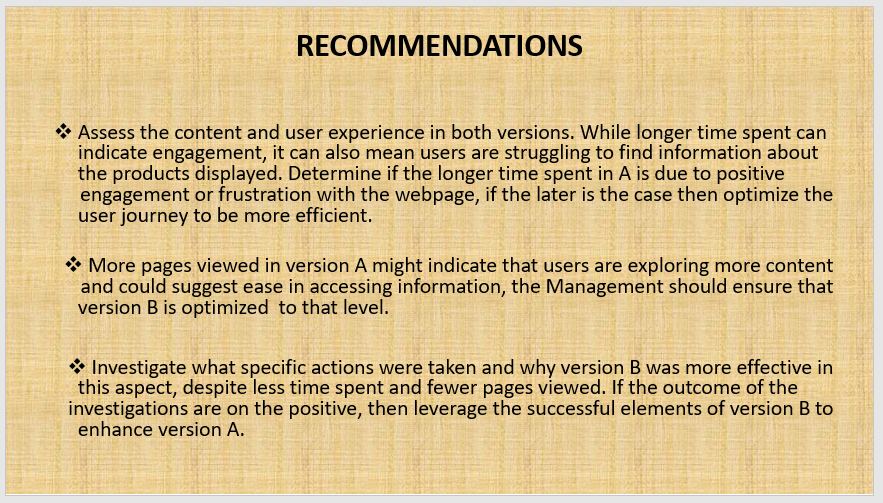 RECOMMENDATIONS
❖ Assess the content and user experience in both versions. While longer time spent can
indicate engagement, it can also mean users are struggling to find information about
the products displayed. Determine if the longer time spent in A is due to positive
engagement or frustration with the webpage, if the later is the case then optimize the
user journey to be more efficient.
❖ More pages viewed in version A might indicate that users are exploring more content
and could suggest ease in accessing information, the Management should ensure that
version B is optimized  to that level.
❖ Investigate what specific actions were taken and why version B was more effective in
this aspect, despite less time spent and fewer pages viewed. If the outcome of the
investigations are on the positive, then leverage the successful elements of version B to
enhance version A.